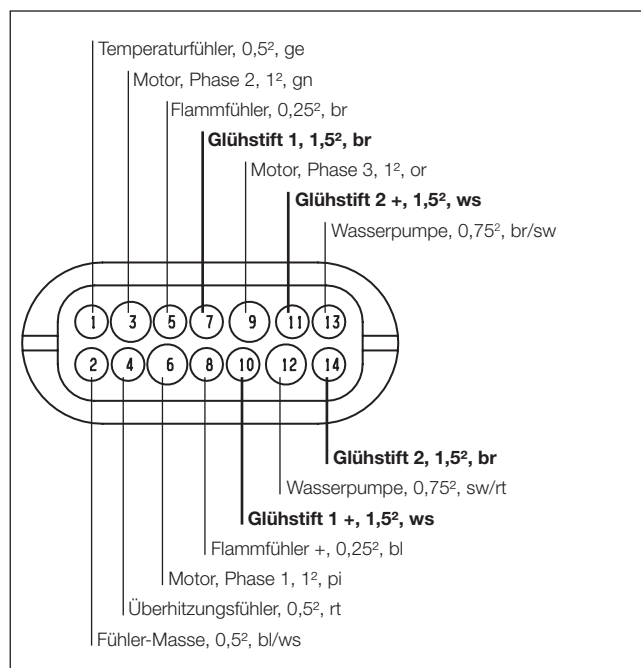 Temperaturfühler, 0,5², ge
Motor, Phase 2, 1², gn
Flammfühler, 0,25², br
Glühstift 1, 1,5², br
Motor, Phase 3, 1², or
Glühstift 2 +, 1,5², ws
Wasserpumpe, 0,75², br/sw
1 3 5 7 9 11 13
2 4 6 8 10 12 14
Glühstift 2, 1,5², br
Wasserpumpe, 0,75², sw/rt
Glühstift 1 +, 1,5², ws
Flammfühler +, 0,25², bl
Motor, Phase 1, 1², pi
Überhitzungsfühler, 0,5², rt
Fühler-Masse, 0,5², bl/ws